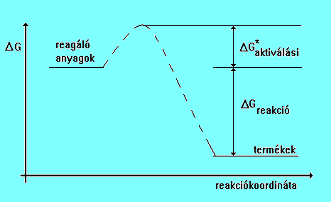 ΔG
reagáló
anyagok
ΔG*aktiválási
ΔGreakció
termékek
reakciókoordináta